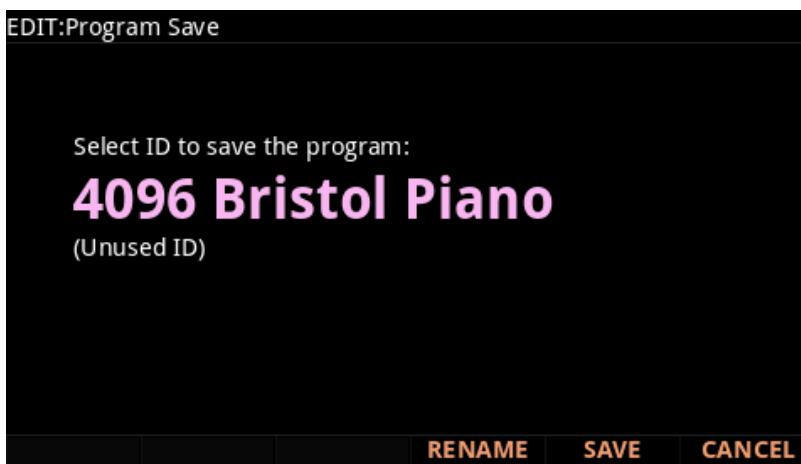 EDIT:Program Save
Select ID to save the program:
4096 Bristol Piano
(Unused ID)
RENAME SAVE CANCEL